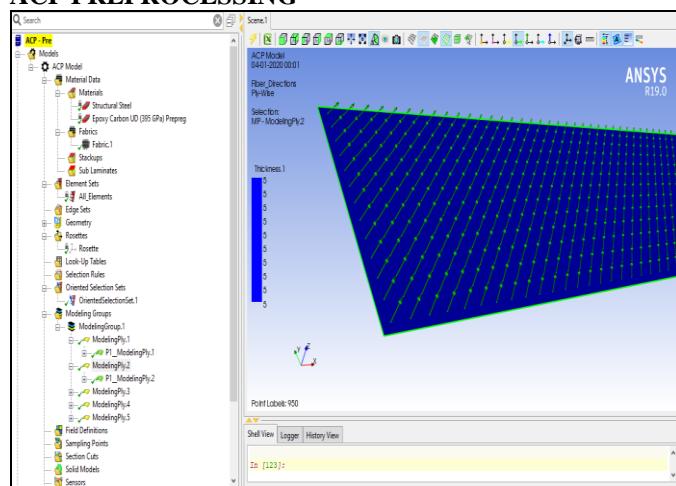 ACP PREPROCESSING
Search
Scene.1
ACP - Pre
Models
ACP Model
Material Data
Materials
Structural Steel
Epoxy Carbon UD (395 GPa) Prepreg
Fabrics
Fabric.1
Stackups
Sub Laminates
Element Sets
All_Elements
Edge Sets
Geometry
Rosettes
Rosette
Look-Up Tables
Selection Rules
Oriented Selection Sets
OrientedSelectionSet.1
Modeling Groups
ModelingGroup.1
ModelingPly.1
P1__ModelingPly.1
ModelingPly.2
P1__ModelingPly.2
ModelingPly.3
ModelingPly.4
ModelingPly.5
Field Definitions
Sampling Points
Section Cuts
Solid Models
Sensors
ACP Model
04-01-2020 00:01
Fiber_Directions
Ply-Wise
Selection:
MP - ModelingPly.2
ANSYS
R19.0
Thickness.1
5
5
5
5
5
5
5
5
5
5
Y
Z
X
Point Labels: 950
Shell View
Logger
History View
In [123]: